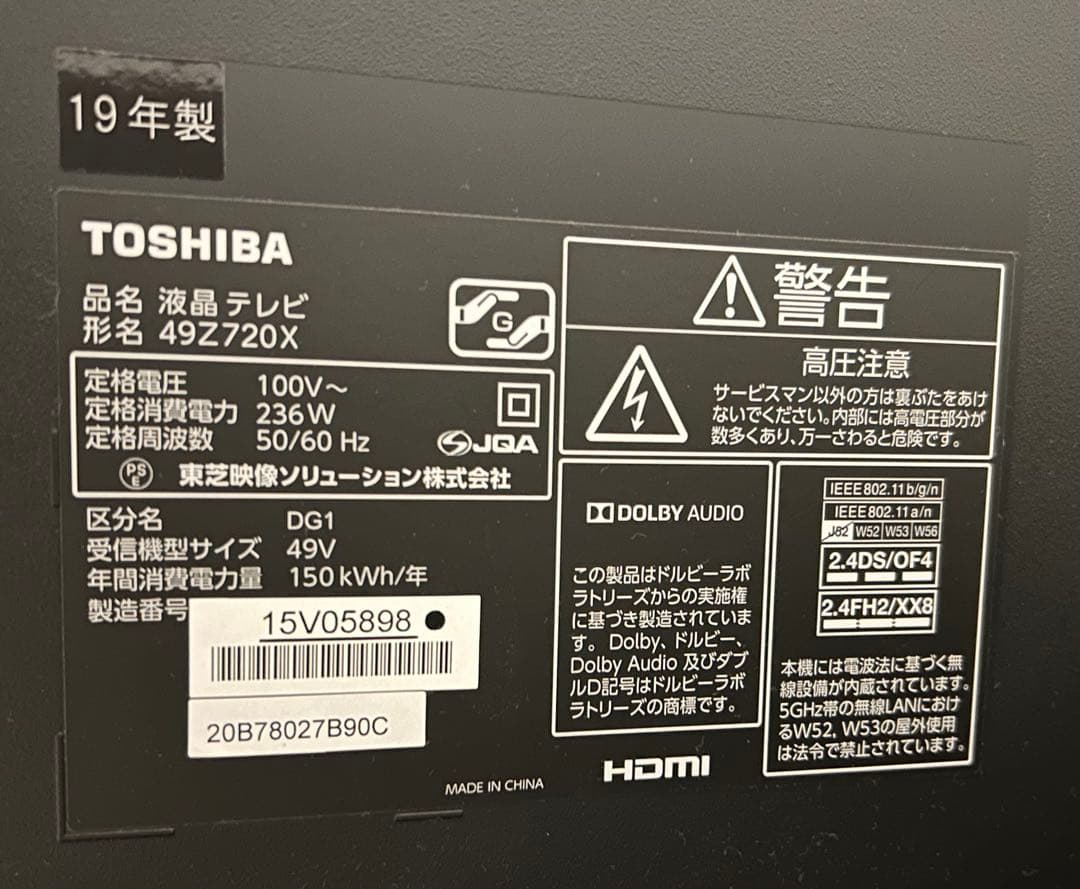 19年製
TOSHIBA
品名 液晶テレビ
形名 49Z720X
G
定格電圧 100V～
定格消費電力 236W
定格周波数 50/60 Hz
JQA
PS
E
東芝映像ソリューション株式会社
区分名 DG1
受信機型サイズ 49V
年間消費電力量 150kWh/年
製造番号
15V05898
20B78027B90C
MADE IN CHINA
警告
高圧注意
サービスマン以外の方は裏ぶたをあけ
ないでください。内部には高電圧部分が
数多くあり、万一さわると危険です。
DOLBY AUDIO
この製品はドルビーラボ
ラトリーズからの実施権
に基づき製造されていま
す。Dolby、ドルビー、
Dolby Audio 及びダブ
ルD記号はドルビーラボ
ラトリーズの商標です。
HDMI
IEEE802.11b/g/n
IEEE802.11a/n
J52 W52 W53 W56
2.4DS/OF4
2.4FH2/XX8
本機には電波法に基づく無
線設備が内蔵されています。
5GHz帯の無線LANにおけ
るW52、W53の屋外使用
は法令で禁止されています。